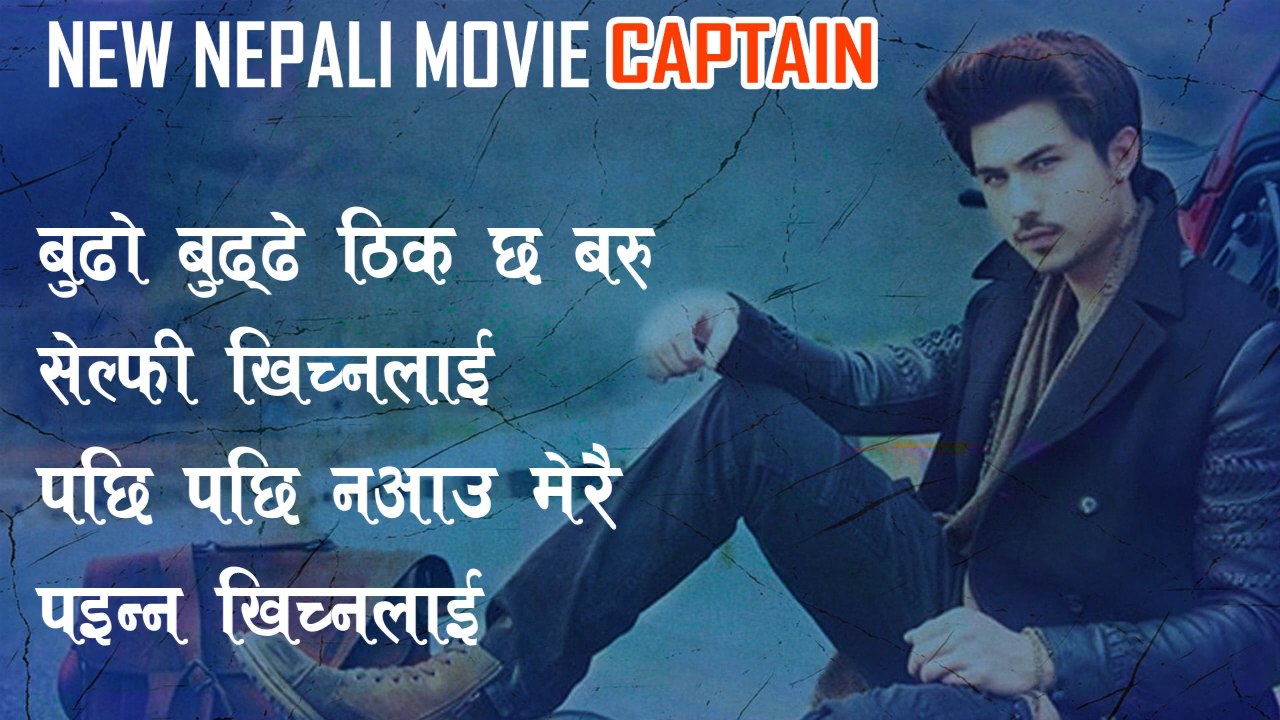 NEW NEPALI MOVIE CAPTAIN
बुढो बुढ्ढे ठिक छ बरु
सेल्फी खिच्नलाई
पछि पछि नआउ मेरै
पइन्न खिच्नलाई